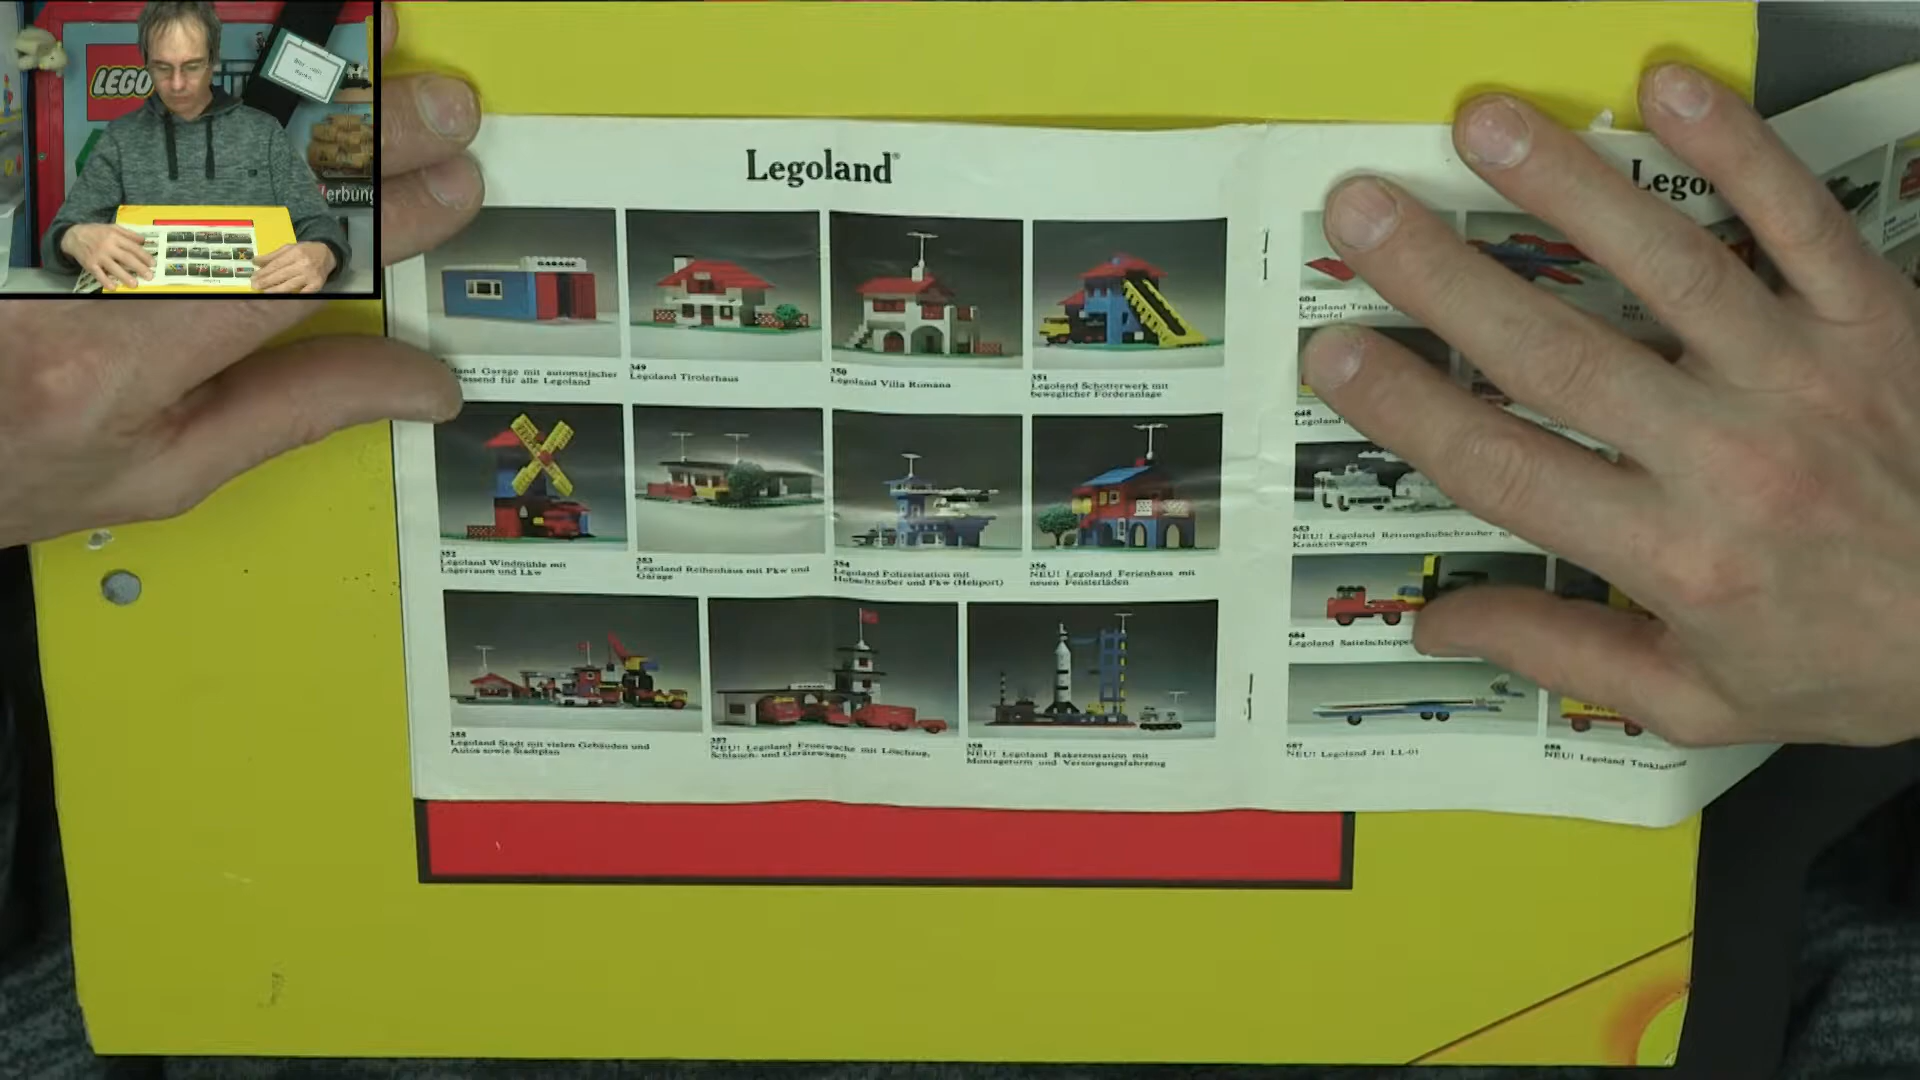 LEGO
Werbung
Legoland®
GARAGE
Legoland Garage mit automatischer
passend für alle Legoland
349
Legoland Tirolerhaus
350
Legoland Villa Romana
351
Legoland Schotterwerk mit
beweglicher Förderanlage
352
Legoland Windmühle mit
Lagerraum und Lkw
353
Legoland Reihenhaus mit Pkw und
Garage
354
Legoland Polizeistation mit
Hubschrauber und Pkw (Heliport)
356
NEU! Legoland Ferienhaus mit
neuen Fensterläden
355
Legoland Stadt mit vielen Gebäuden und
Autos sowie Stadtplan
357
NEU! Legoland Feuerwache mit Löschzug,
Schlauch- und Gerätewagen
358
NEU! Legoland Raketenstation mit
Montageturm und Versorgungsfahrzeug
Lego
604
Legoland Traktor
Schaufel
648
Legoland
653
NEU! Legoland Rettungshubschrauber
Krankenwagen
684
Legoland Sattelschlepper
687
NEU! Legoland Jet LL-01
688
NEU! Legoland Tanklastzug